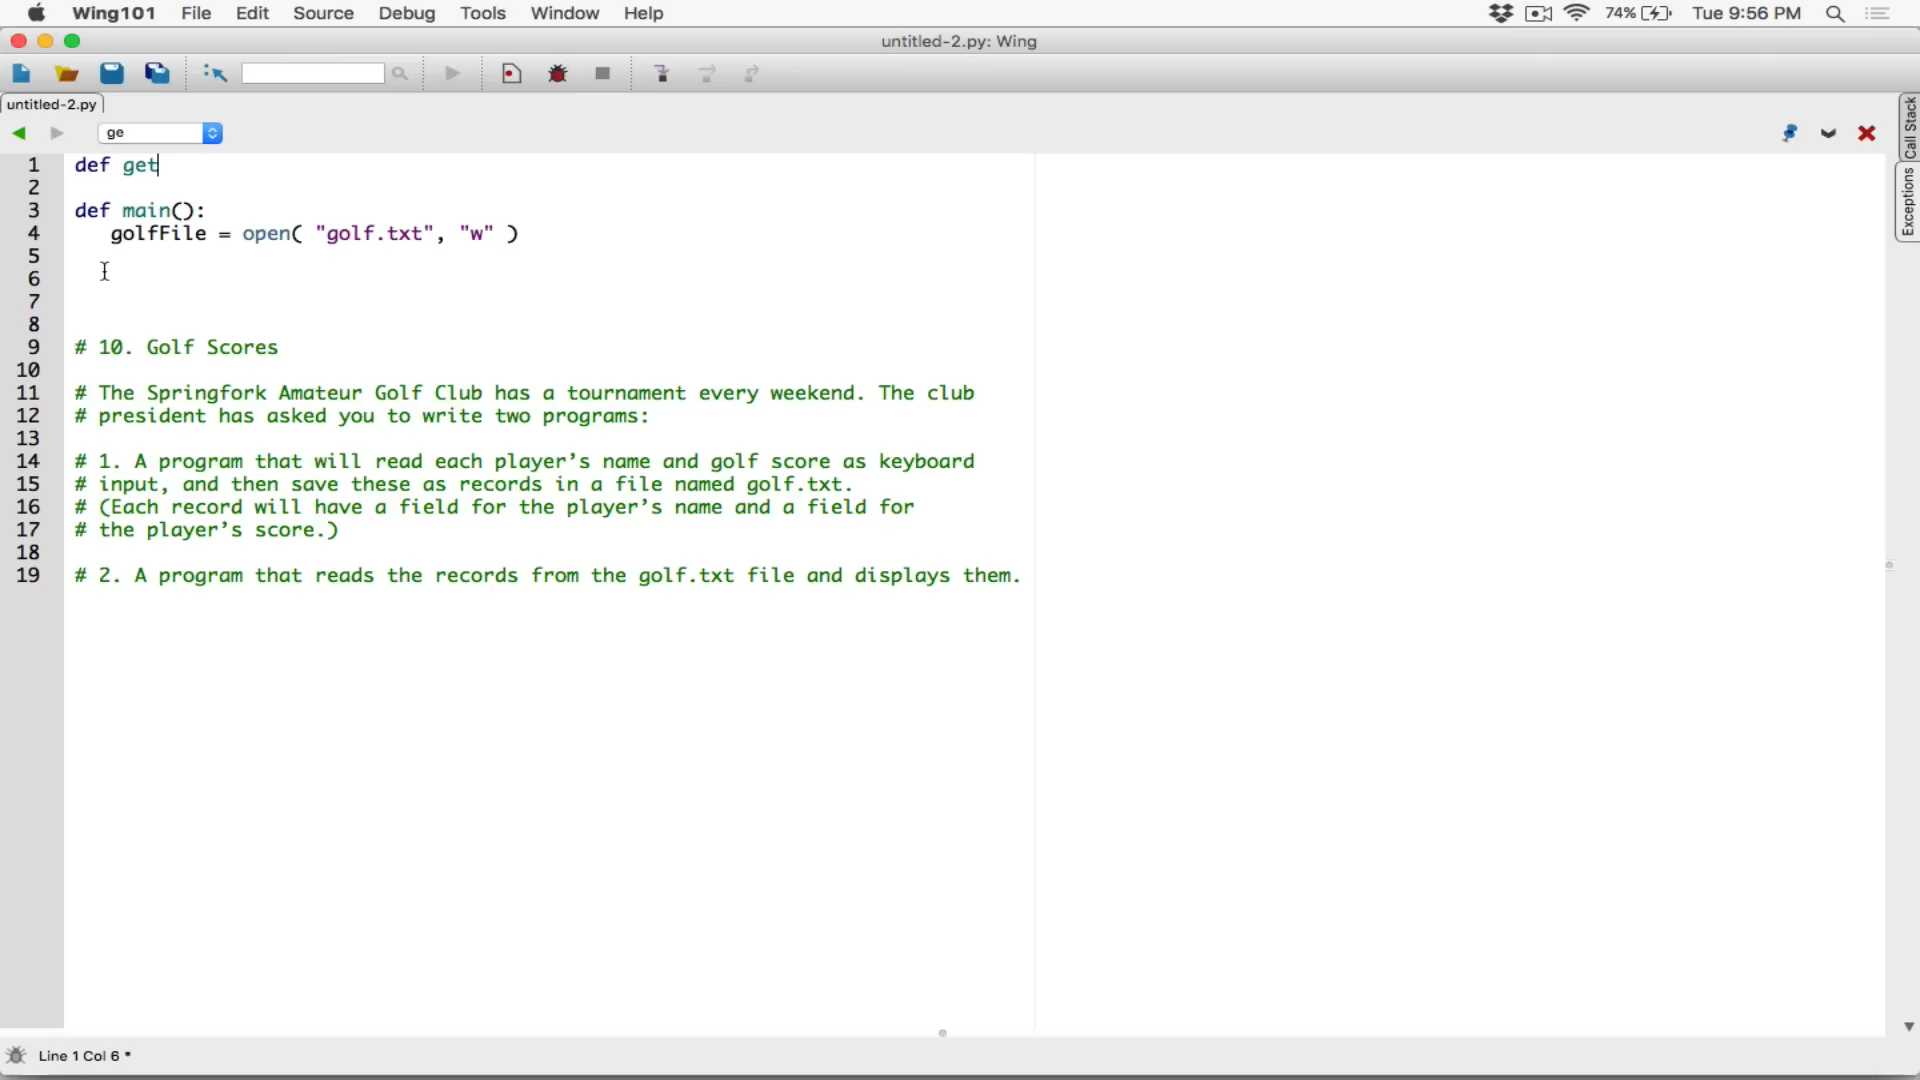 Wing101 File Edit Source Debug Tools Window Help 74% Tue 9:56 PM
untitled-2.py: Wing
untitled-2.py
ge
Call Stack
Exceptions
1 def get
2
3 def main():
4 golfFile = open( "golf.txt", "w" )
5
6
7
8
9 # 10. Golf Scores
10
11 # The Springfork Amateur Golf Club has a tournament every weekend. The club
12 # president has asked you to write two programs:
13
14 # 1. A program that will read each player’s name and golf score as keyboard
15 # input, and then save these as records in a file named golf.txt.
16 # (Each record will have a field for the player’s name and a field for
17 # the player’s score.)
18
19 # 2. A program that reads the records from the golf.txt file and displays them.
Line 1 Col 6 *